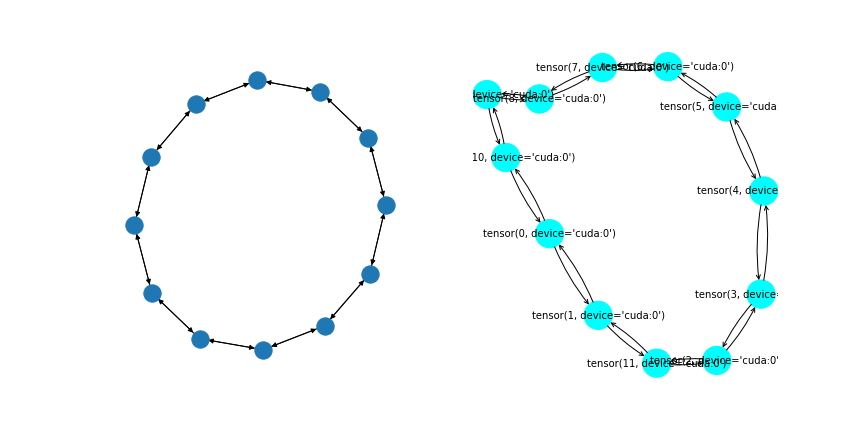 tensor(7, device='cuda:0')
tensor(6, device='cuda:0')
device='cuda:0')
tensor(8, device='cuda:0')
tensor(5, device='cuda
10, device='cuda:0')
tensor(4, device
tensor(0, device='cuda:0')
tensor(3, device=
tensor(1, device='cuda:0')
tensor(11, device='cuda:0')
tensor(2, device='cuda:0'